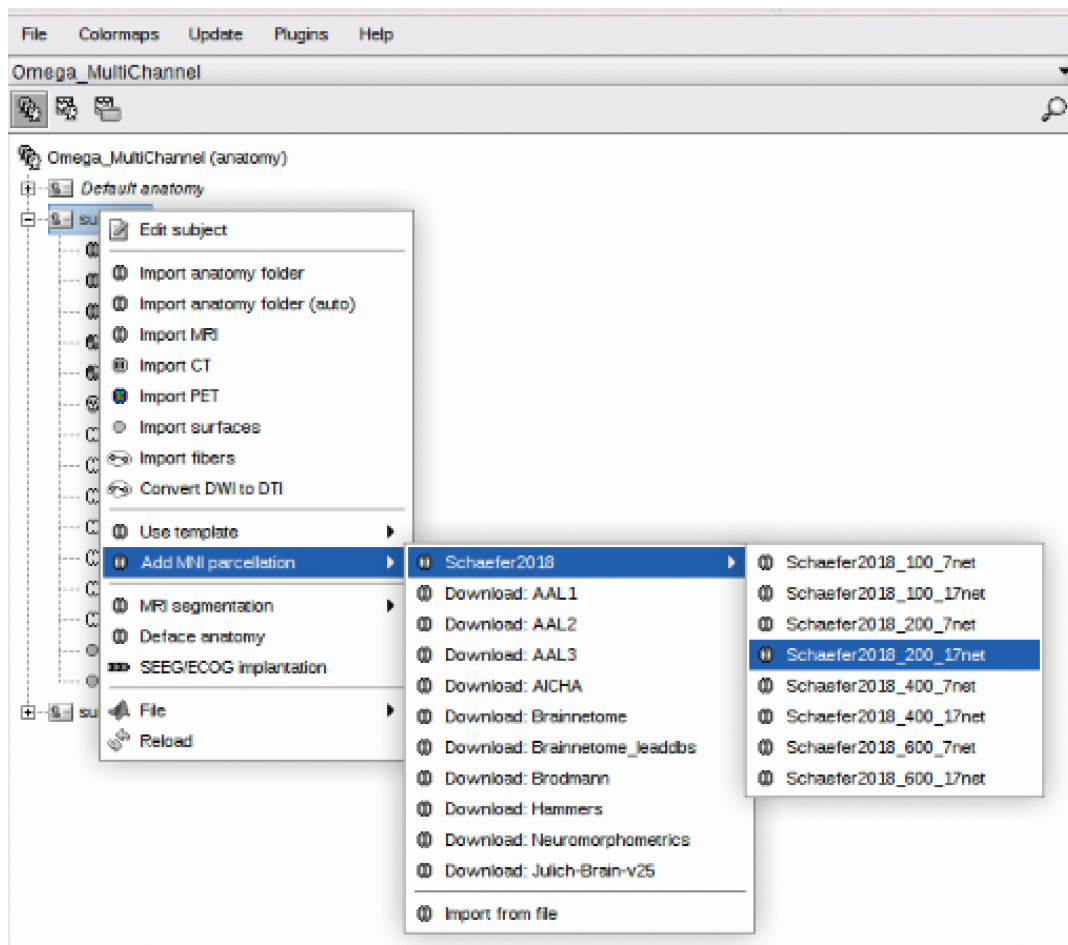 File Colormaps Update Plugins Help
Omega_MultiChannel
Omega_MultiChannel (anatomy)
Default anatomy
su
Edit subject
Import anatomy folder
Import anatomy folder (auto)
Import MRI
Import CT
Import PET
Import surfaces
Import fibers
Convert DWI to DTI
Use template
Add MNI parcellation
MRI segmentation
Deface anatomy
SEEG/ECOG implantation
su
File
Reload
Schaefer2018
Download: AAL1
Download: AAL2
Download: AAL3
Download: AICHA
Download: Brainnetome
Download: Brainnetome_leaddbs
Download: Brodmann
Download: Hammers
Download: Neuromorphometrics
Download: Julich-Brain-v25
Import from file
Schaefer2018_100_7net
Schaefer2018_100_17net
Schaefer2018_200_7net
Schaefer2018_200_17net
Schaefer2018_400_7net
Schaefer2018_400_17net
Schaefer2018_600_7net
Schaefer2018_600_17net